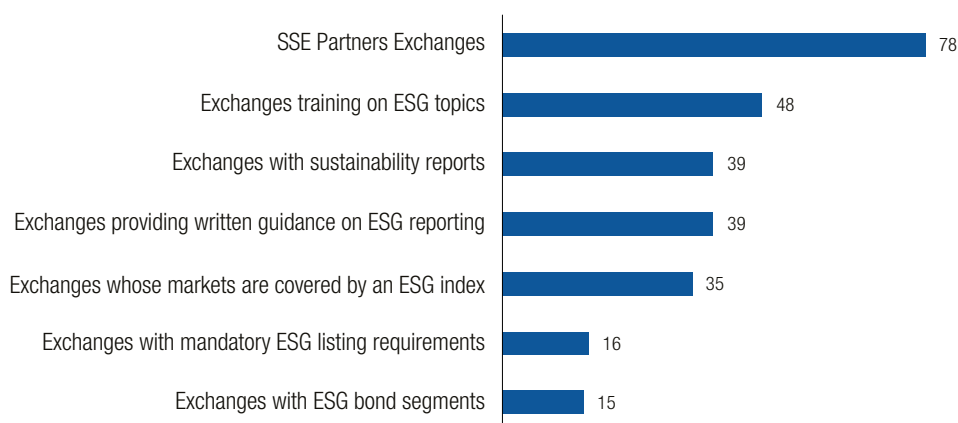 SSE Partners Exchanges 78
Exchanges training on ESG topics 48
Exchanges with sustainability reports 39
Exchanges providing written guidance on ESG reporting 39
Exchanges whose markets are covered by an ESG index 35
Exchanges with mandatory ESG listing requirements 16
Exchanges with ESG bond segments 15